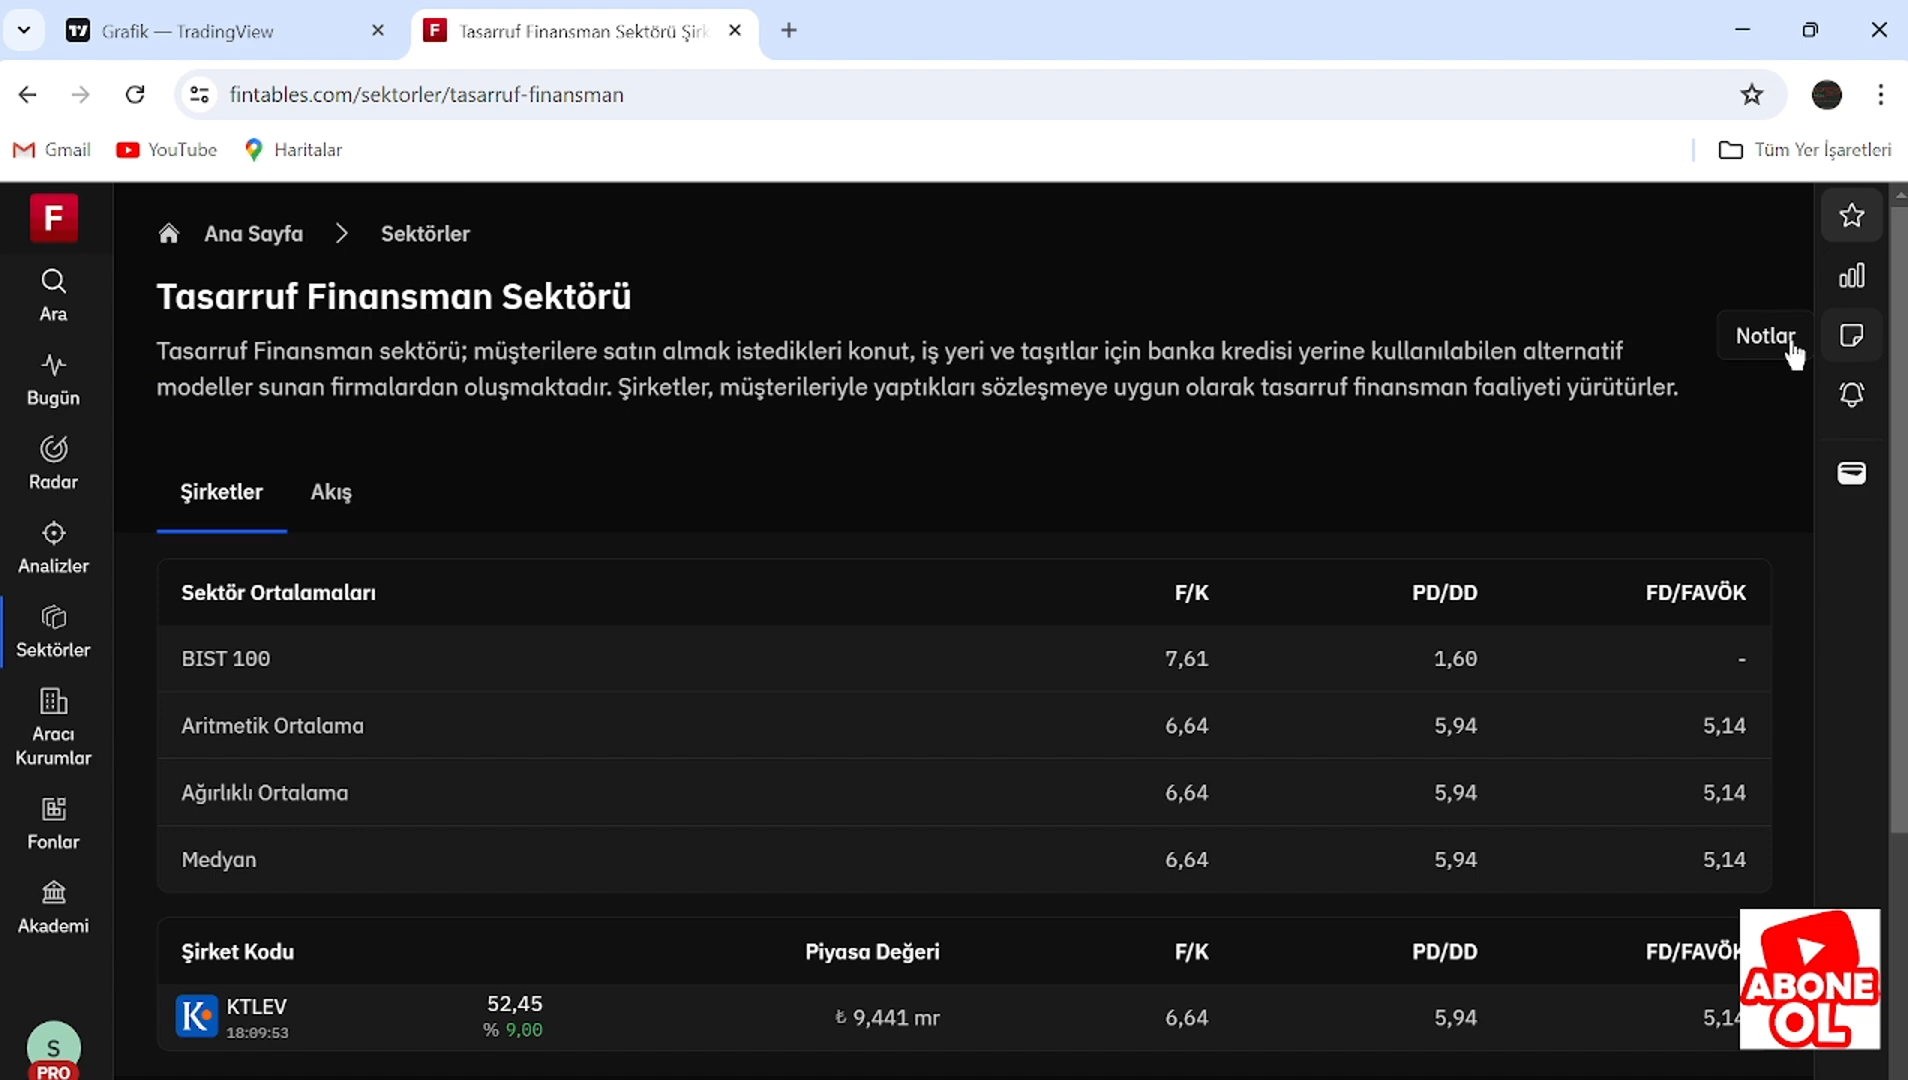 Grafik — TradingView
F
Tasarruf Finansman Sektörü Şirk
fintables.com/sektorler/tasarruf-finansman
Gmail
YouTube
Haritalar
Tüm Yer İşaretleri
F
Ara
Bugün
Radar
Analizler
Sektörler
Aracı
Kurumlar
Fonlar
Akademi
S
PRO
Ana Sayfa
Sektörler
Tasarruf Finansman Sektörü
Tasarruf Finansman sektörü; müşterilere satın almak istedikleri konut, iş yeri ve taşıtlar için banka kredisi yerine kullanılabilen alternatif
modeller sunan firmalardan oluşmaktadır. Şirketler, müşterileriyle yaptıkları sözleşmeye uygun olarak tasarruf finansman faaliyeti yürütürler.
Notlar
Şirketler Akış
Sektör Ortalamaları F/K PD/DD FD/FAVÖK
BIST 100 7,61 1,60 -
Aritmetik Ortalama 6,64 5,94 5,14
Ağırlıklı Ortalama 6,64 5,94 5,14
Medyan 6,64 5,94 5,14
Şirket Kodu Piyasa Değeri F/K PD/DD FD/FAVÖK
K KTLEV 52,45 ₺ 9,441 mr 6,64 5,94 5,14
18:09:53 % 9,00
ABONE
OL